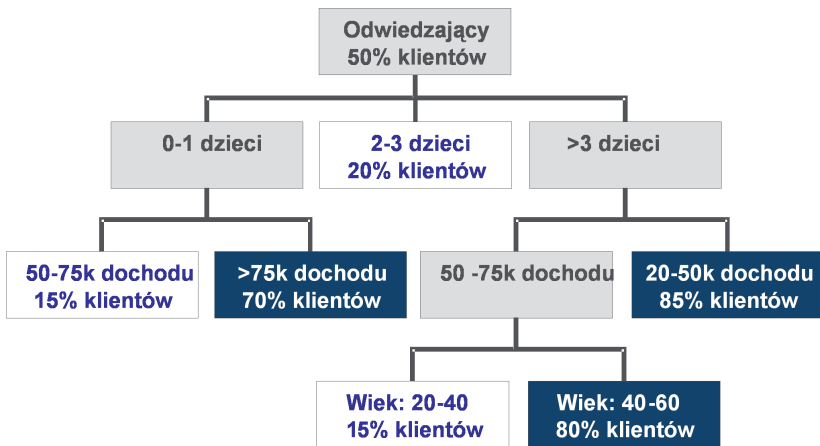 Odwiedzający
50% klientów
0-1 dzieci
2-3 dzieci
20% klientów
>3 dzieci
50-75k dochodu
15% klientów
>75k dochodu
70% klientów
50 -75k dochodu
20-50k dochodu
85% klientów
Wiek: 20-40
15% klientów
Wiek: 40-60
80% klientów